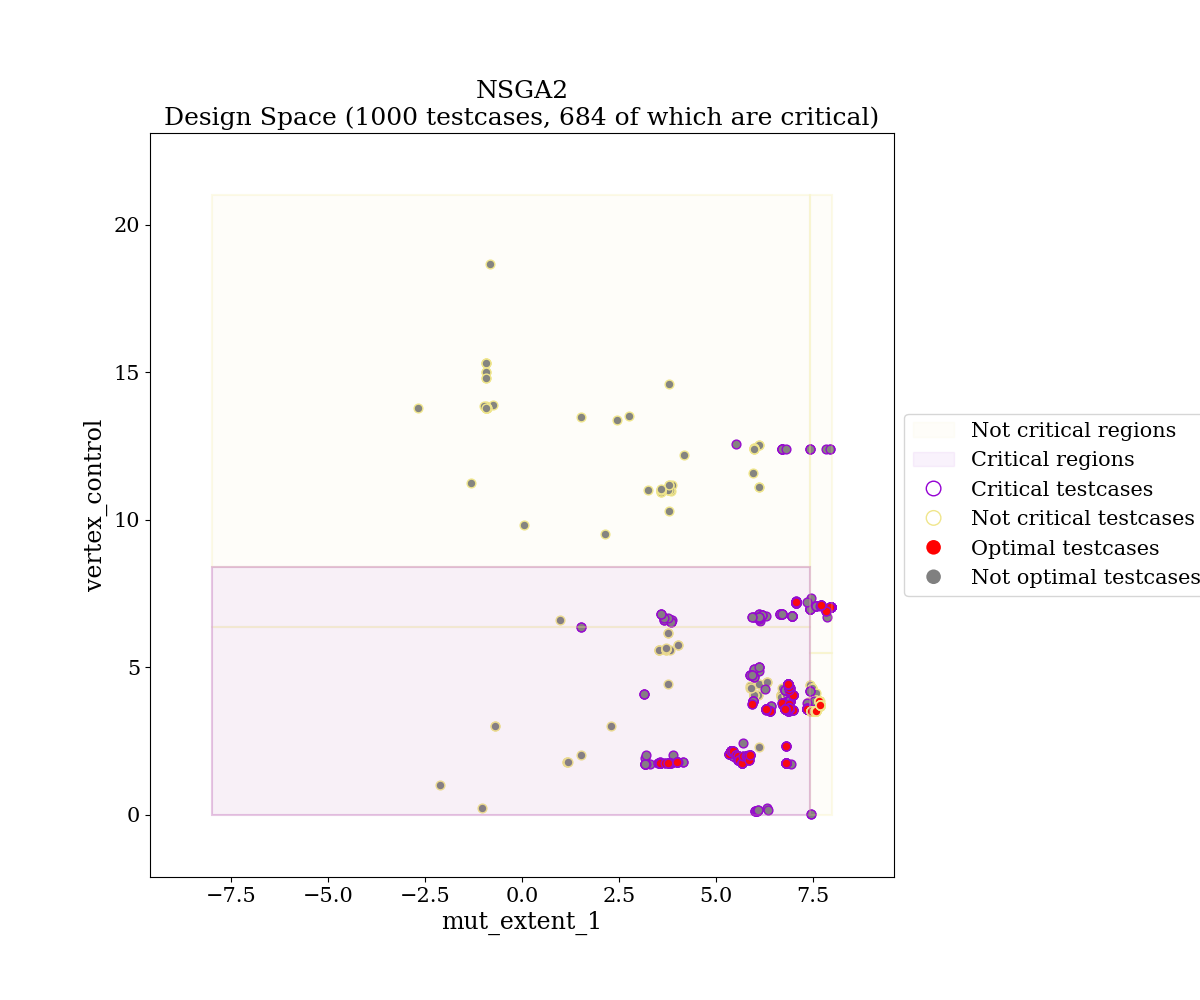 NSGA2
Design Space (1000 testcases, 684 of which are critical)
20
15
10
5
0
vertex_control
−7.5
−5.0
−2.5
0.0
2.5
5.0
7.5
mut_extent_1
Not critical regions
Critical regions
Critical testcases
Not critical testcases
Optimal testcases
Not optimal testcases